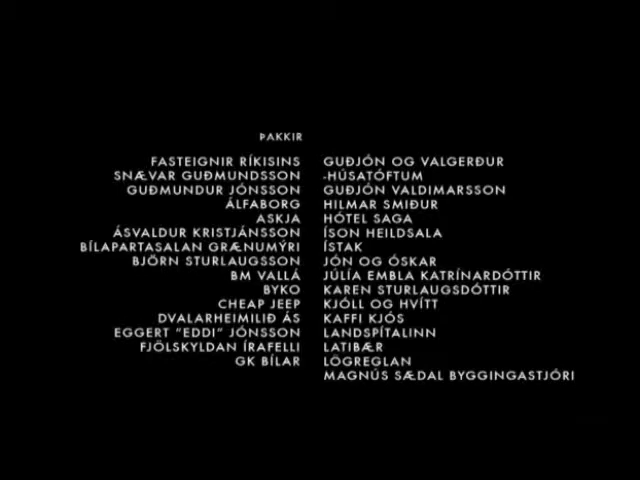 ÞAKKIR
FASTEIGNIR RÍKISINS
SNÆVAR GUÐMUNDSSON
GUÐMUNDUR JÓNSSON
ÁLFABORG
ASKJA
ÁSVALDUR KRISTJÁNSSON
BÍLAPARTASALAN GRÆNUMÝRI
BJÖRN STURLAUGSSON
BM VALLÁ
BYKO
CHEAP JEEP
DVALARHEIMILIÐ ÁS
EGGERT "EDDI" JÓNSSON
FJÖLSKYLDAN ÍRAFELLI
GK BÍLAR
GUÐJÓN OG VALGERÐUR
-HÚSATÓFTUM
GUÐJÓN VALDIMARSSON
HILMAR SMIÐUR
HÓTEL SAGA
ÍSON HEILDSALA
ÍSTAK
JÓN OG ÓSKAR
JÚLÍA EMBLA KATRÍNARDÓTTIR
KAREN STURLAUGSDÓTTIR
KJÓLL OG HVÍTT
KAFFI KJÓS
LANDSPÍTALINN
LATIBÆR
LÖGREGLAN
MAGNÚS SÆDAL BYGGINGASTJÓRI